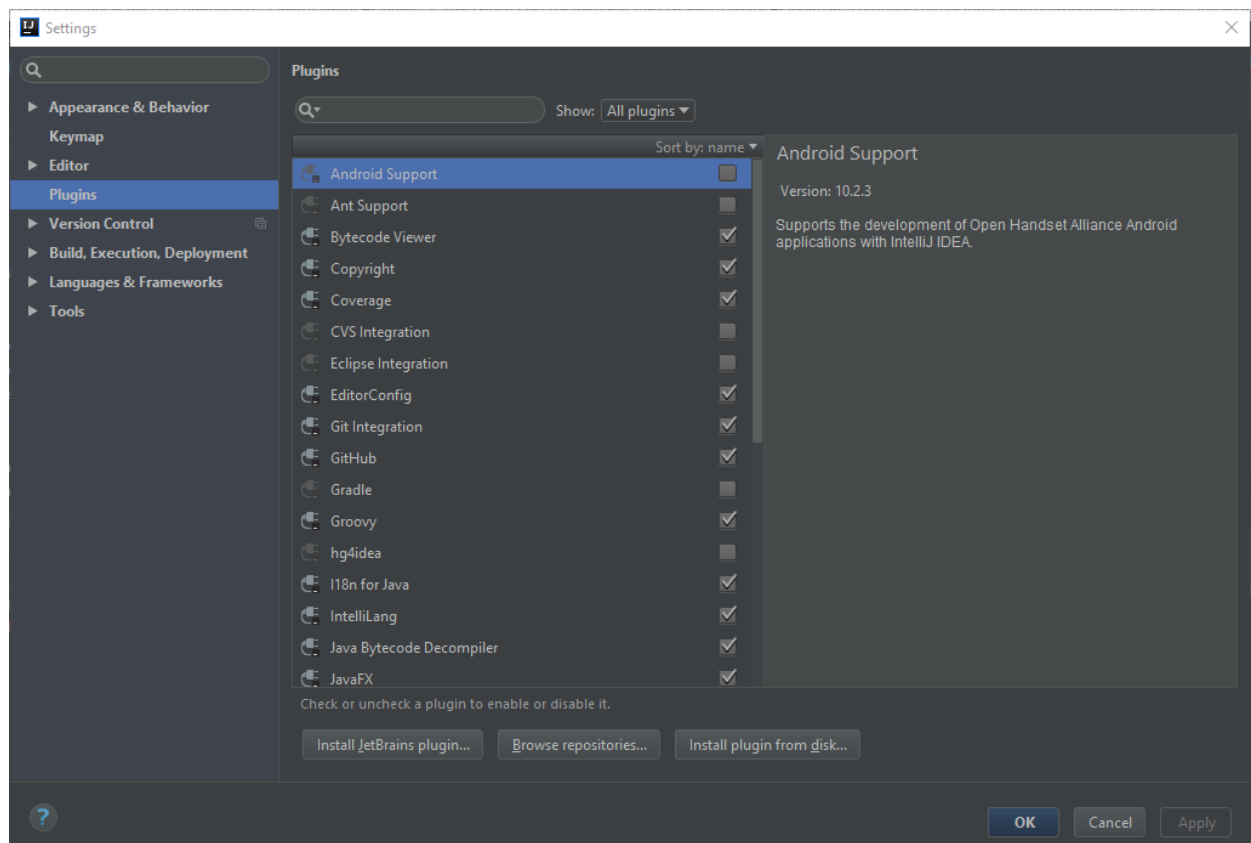 IJ
Settings
Appearance & Behavior
Keymap
Editor
Plugins
Version Control
Build, Execution, Deployment
Languages & Frameworks
Tools
Plugins
Show: All plugins
Sort by: name
Android Support
Ant Support
Bytecode Viewer
Copyright
Coverage
CVS Integration
Eclipse Integration
EditorConfig
Git Integration
GitHub
Gradle
Groovy
hg4idea
I18n for Java
IntelliLang
Java Bytecode Decompiler
JavaFX
Android Support
Version: 10.2.3
Supports the development of Open Handset Alliance Android
applications with IntelliJ IDEA.
Check or uncheck a plugin to enable or disable it.
Install JetBrains plugin...
Browse repositories...
Install plugin from disk...
?
OK
Cancel
Apply